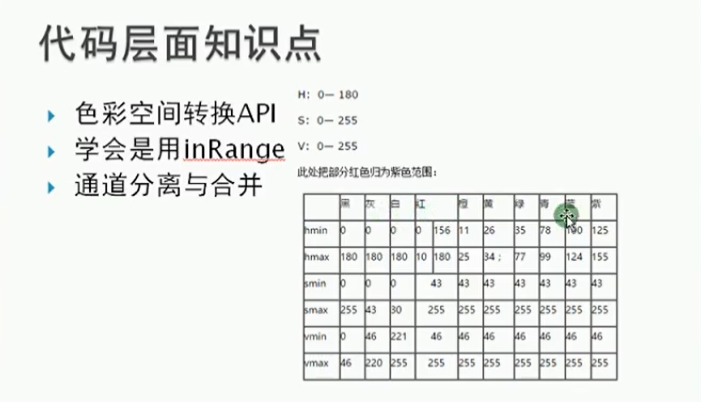 代码层面知识点
色彩空间转换API
学会是用inRange
通道分离与合并
H: 0— 180
S: 0— 255
V: 0— 255
此处把部分红色归为紫色范围:
黑 灰 白 红 橙 黄 绿 青 蓝 紫
hmin 0 0 0 0 156 11 26 35 78 100 125
hmax 180 180 180 10 180 25 34 ; 77 99 124 155
smin 0 0 0 43 43 43 43 43 43 43
smax 255 43 30 255 255 255 255 255 255 255
vmin 0 46 221 46 46 46 46 46 46 46
vmax 46 220 255 255 255 255 255 255 255 255